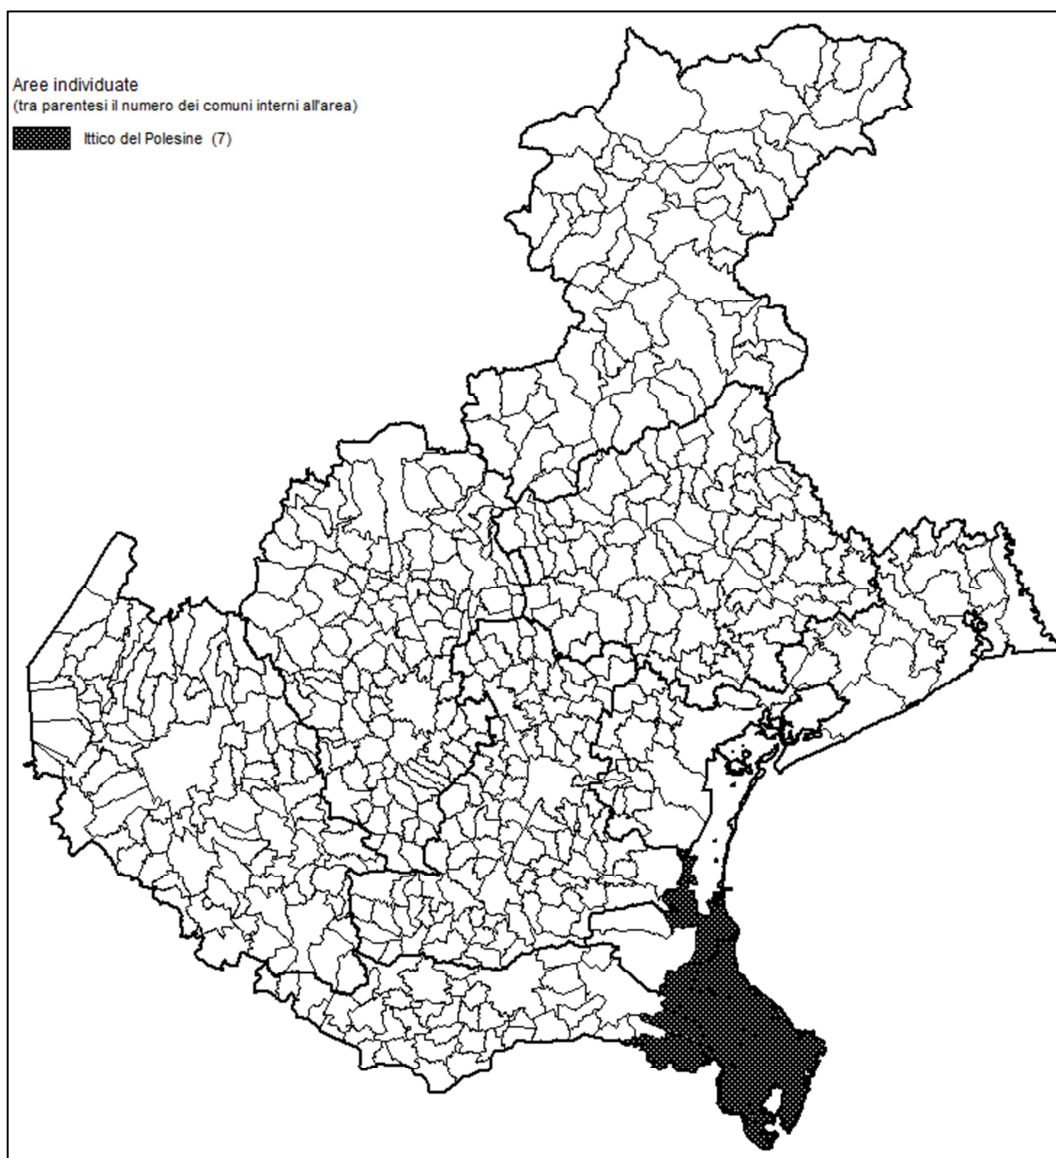 Aree individuate
(tra parentesi il numero dei comuni interni all'area)
Ittico del Polesine (7)